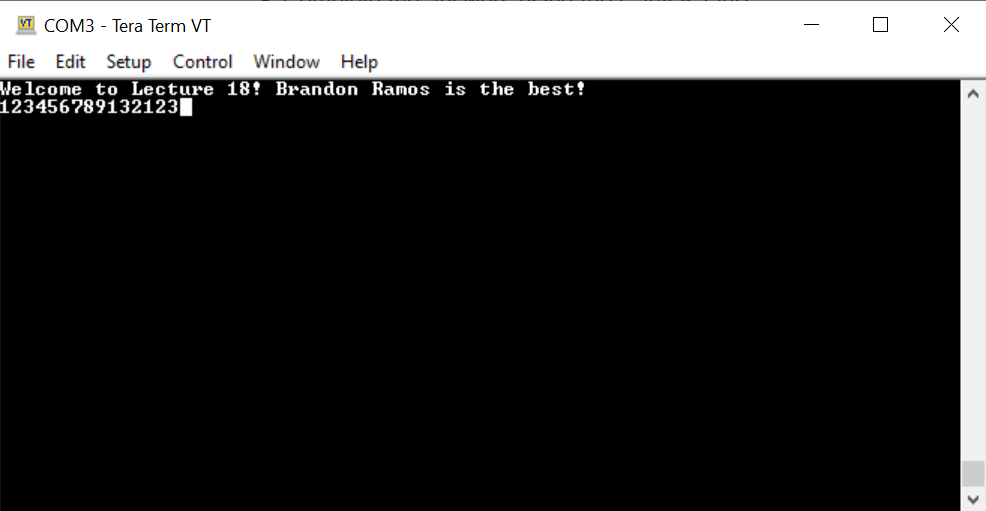 COM3 - Tera Term VT
File Edit Setup Control Window Help
Welcome to Lecture 18! Brandon Ramos is the best!
123456789132123